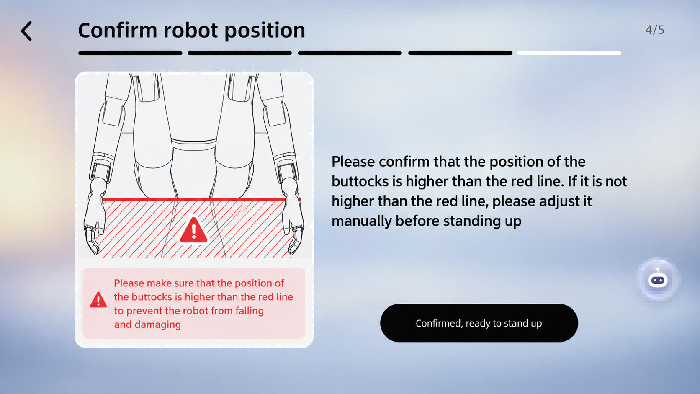 Confirm robot position
4/5
Please confirm that the position of the
buttocks is higher than the red line. If it is not
higher than the red line, please adjust it
manually before standing up
Please make sure that the position of
the buttocks is higher than the red line
to prevent the robot from falling
and damaging
Confirmed, ready to stand up